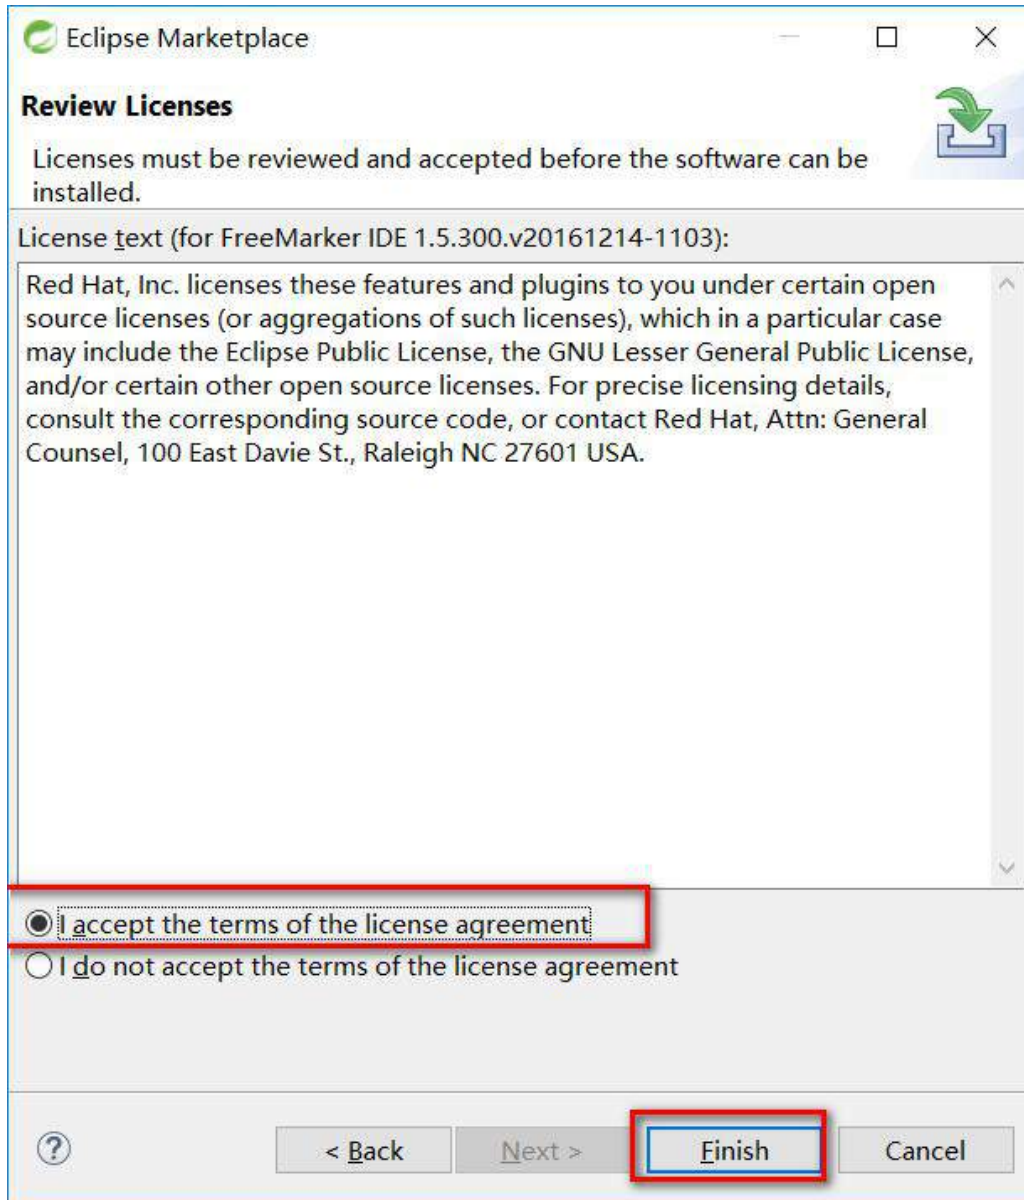 Eclipse Marketplace
Review Licenses
Licenses must be reviewed and accepted before the software can be
installed.
License text (for FreeMarker IDE 1.5.300.v20161214-1103):
Red Hat, Inc. licenses these features and plugins to you under certain open
source licenses (or aggregations of such licenses), which in a particular case
may include the Eclipse Public License, the GNU Lesser General Public License,
and/or certain other open source licenses. For precise licensing details,
consult the corresponding source code, or contact Red Hat, Attn: General
Counsel, 100 East Davie St., Raleigh NC 27601 USA.
I accept the terms of the license agreement
I do not accept the terms of the license agreement
? < Back Next > Finish Cancel